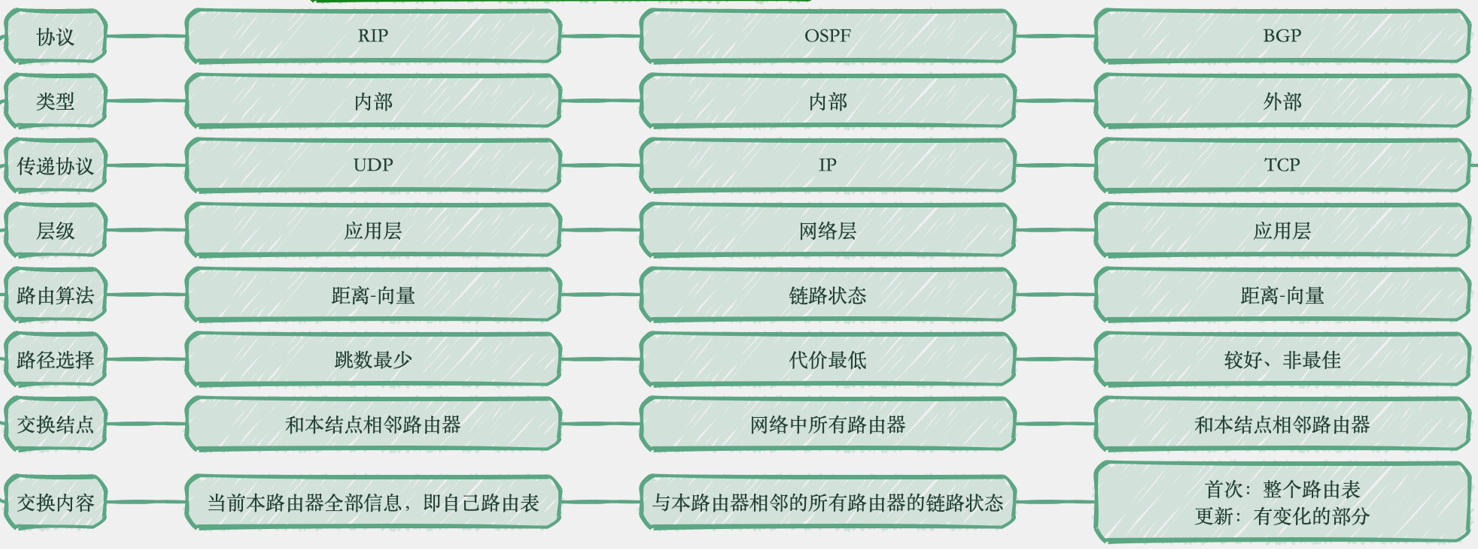 协议 RIP OSPF BGP
类型 内部 内部 外部
传递协议 UDP IP TCP
层级 应用层 网络层 应用层
路由算法 距离-向量 链路状态 距离-向量
路径选择 跳数最少 代价最低 较好、非最佳
交换结点 和本结点相邻路由器 网络中所有路由器 和本结点相邻路由器
交换内容 当前本路由器全部信息，即自己路由表 与本路由器相邻的所有路由器的链路状态 首次：整个路由表
更新：有变化的部分